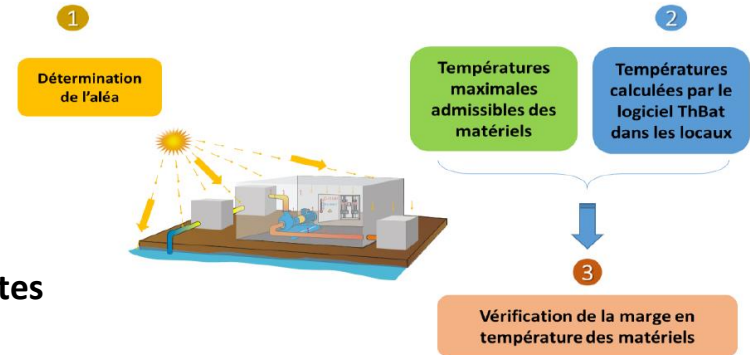 1
Détermination
de l'aléa
2
Températures
maximales
admissibles des
matériels
Températures
calculées par le
logiciel ThBat
dans les locaux
tes
3
Vérification de la marge en
température des matériels